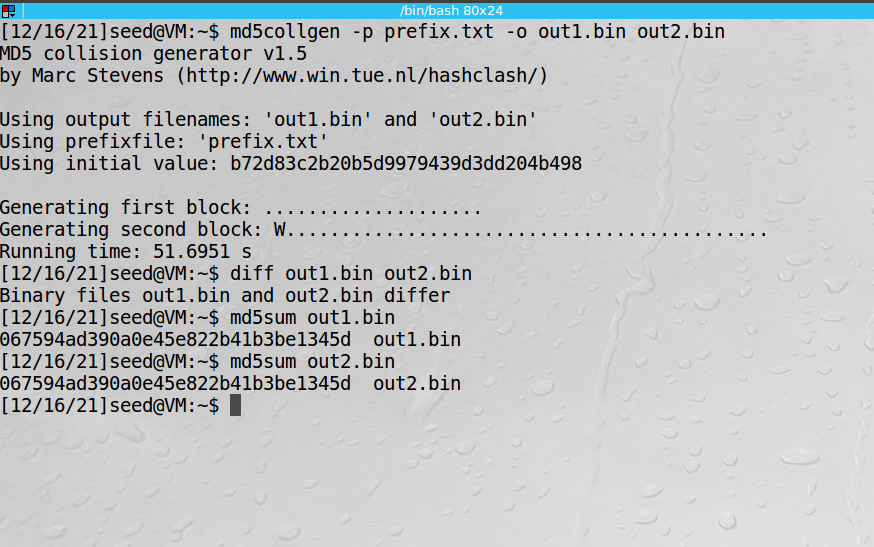 /bin/bash 80x24
[12/16/21]seed@VM:~$ md5collgen -p prefix.txt -o out1.bin out2.bin
MD5 collision generator v1.5
by Marc Stevens (http://www.win.tue.nl/hashclash/)
Using output filenames: 'out1.bin' and 'out2.bin'
Using prefixfile: 'prefix.txt'
Using initial value: b72d83c2b20b5d9979439d3dd204b498
Generating first block: ....................
Generating second block: W............................................
Running time: 51.6951 s
[12/16/21]seed@VM:~$ diff out1.bin out2.bin
Binary files out1.bin and out2.bin differ
[12/16/21]seed@VM:~$ md5sum out1.bin
067594ad390a0e45e822b41b3be1345d  out1.bin
[12/16/21]seed@VM:~$ md5sum out2.bin
067594ad390a0e45e822b41b3be1345d  out2.bin
[12/16/21]seed@VM:~$